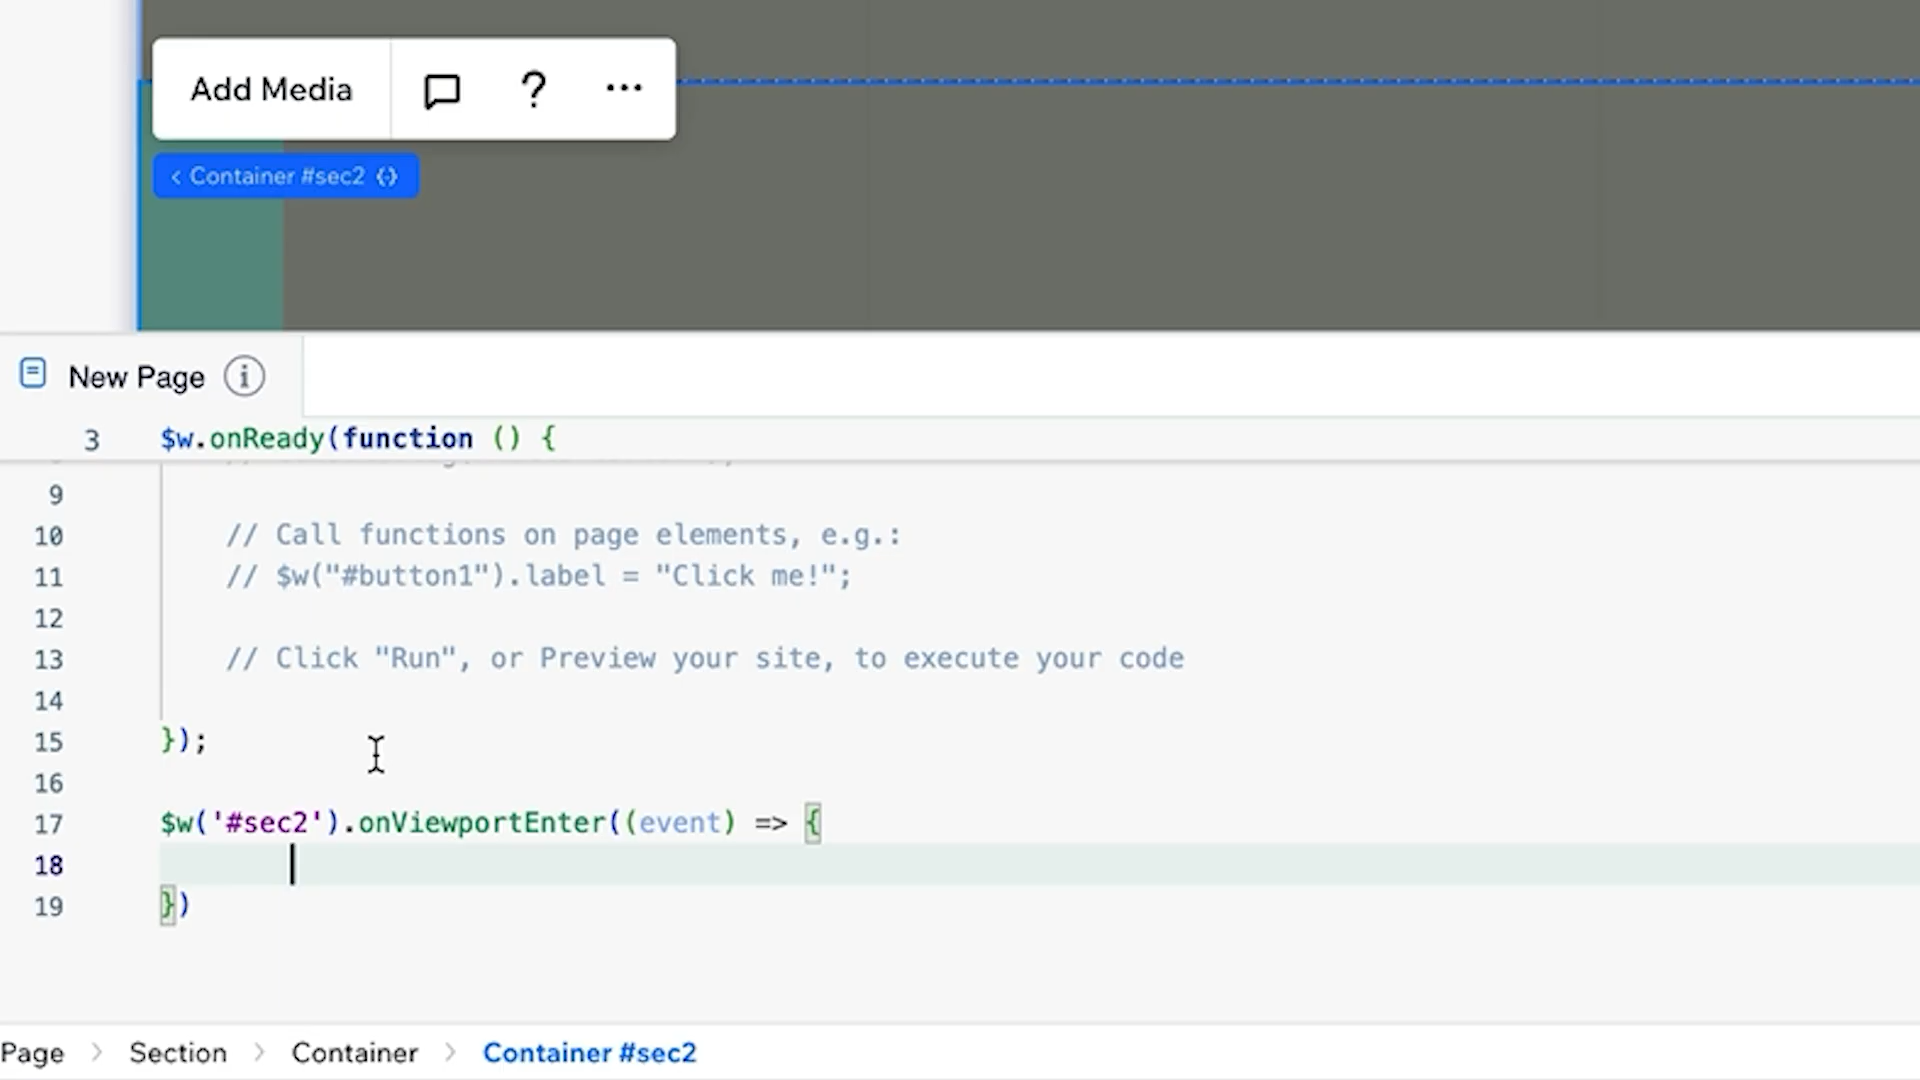 Add Media ? ...
< Container #sec2 {}
New Page i
3 $w.onReady(function () {
9
10 // Call functions on page elements, e.g.:
11 // $w("#button1").label = "Click me!";
12
13 // Click "Run", or Preview your site, to execute your code
14
15 });
16
17 $w('#sec2').onViewportEnter((event) => {
18
19 })
Page > Section > Container > Container #sec2